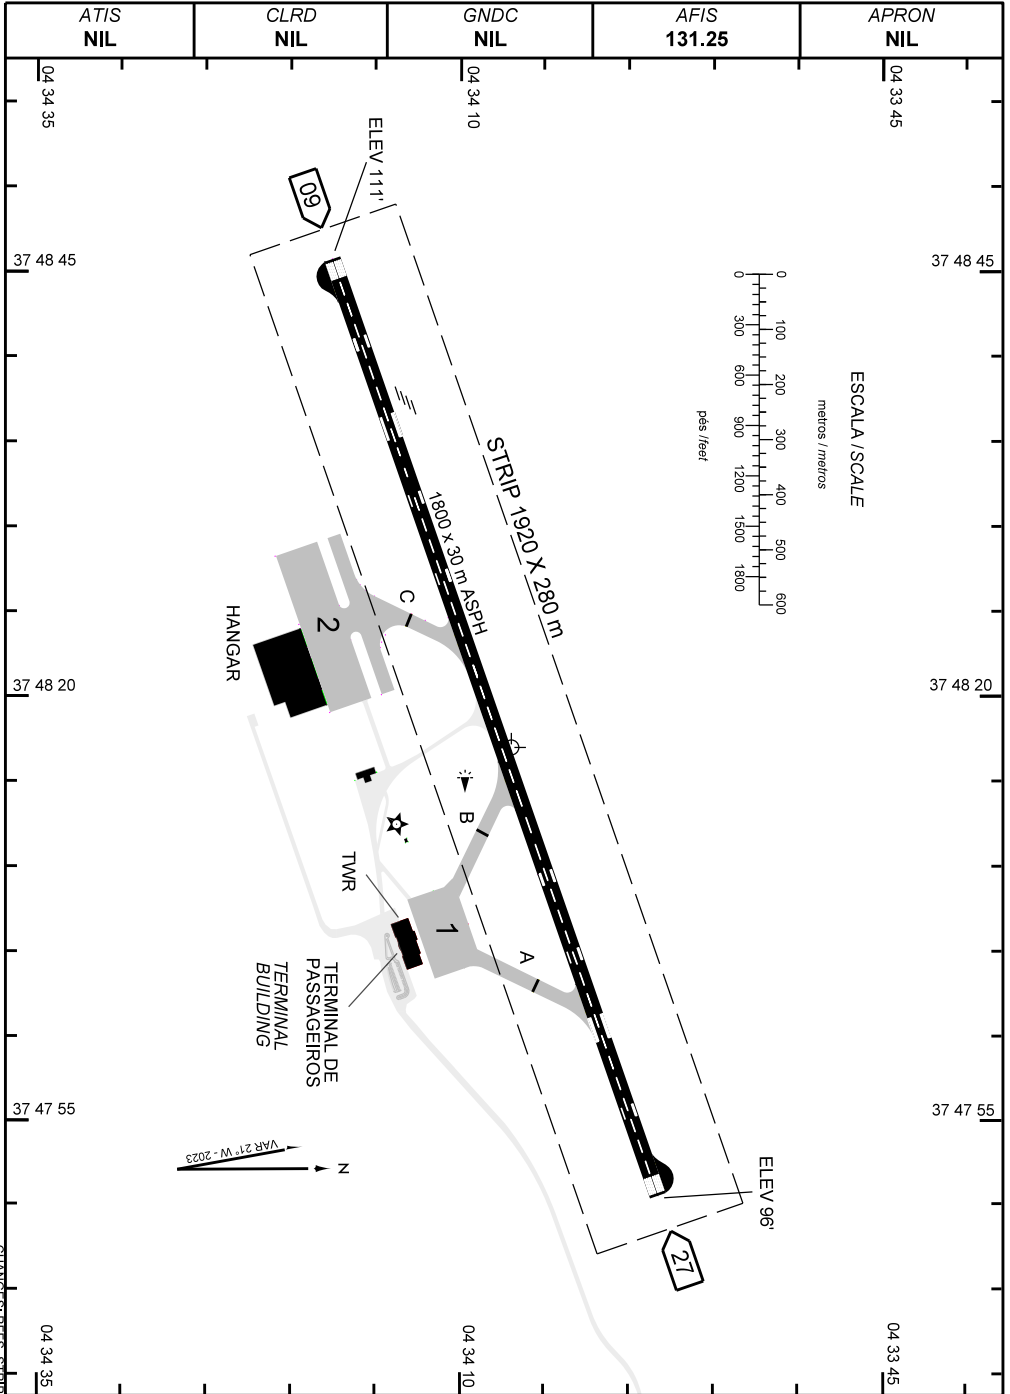 ATIS
NIL
CLRD
NIL
GNDC
NIL
AFIS
131.25
APRON
NIL
04 34 35
04 34 10
04 33 45
37 48 45
37 48 45
09
ELEV 111'
ESCALA / SCALE
metros / metros
0 100 200 300 400 500 600
0 300 600 900 1200 1500 1800
pés / feet
STRIP 1920 X 280 m
1800 x 30 m ASPH
C
2
HANGAR
37 48 20
37 48 20
B
TWR
1
A
TERMINAL DE
PASSAGEIROS
TERMINAL
BUILDING
37 47 55
37 47 55
VAR 21° W - 2023
N
ELEV 96'
27
04 34 35
04 34 10
04 33 45